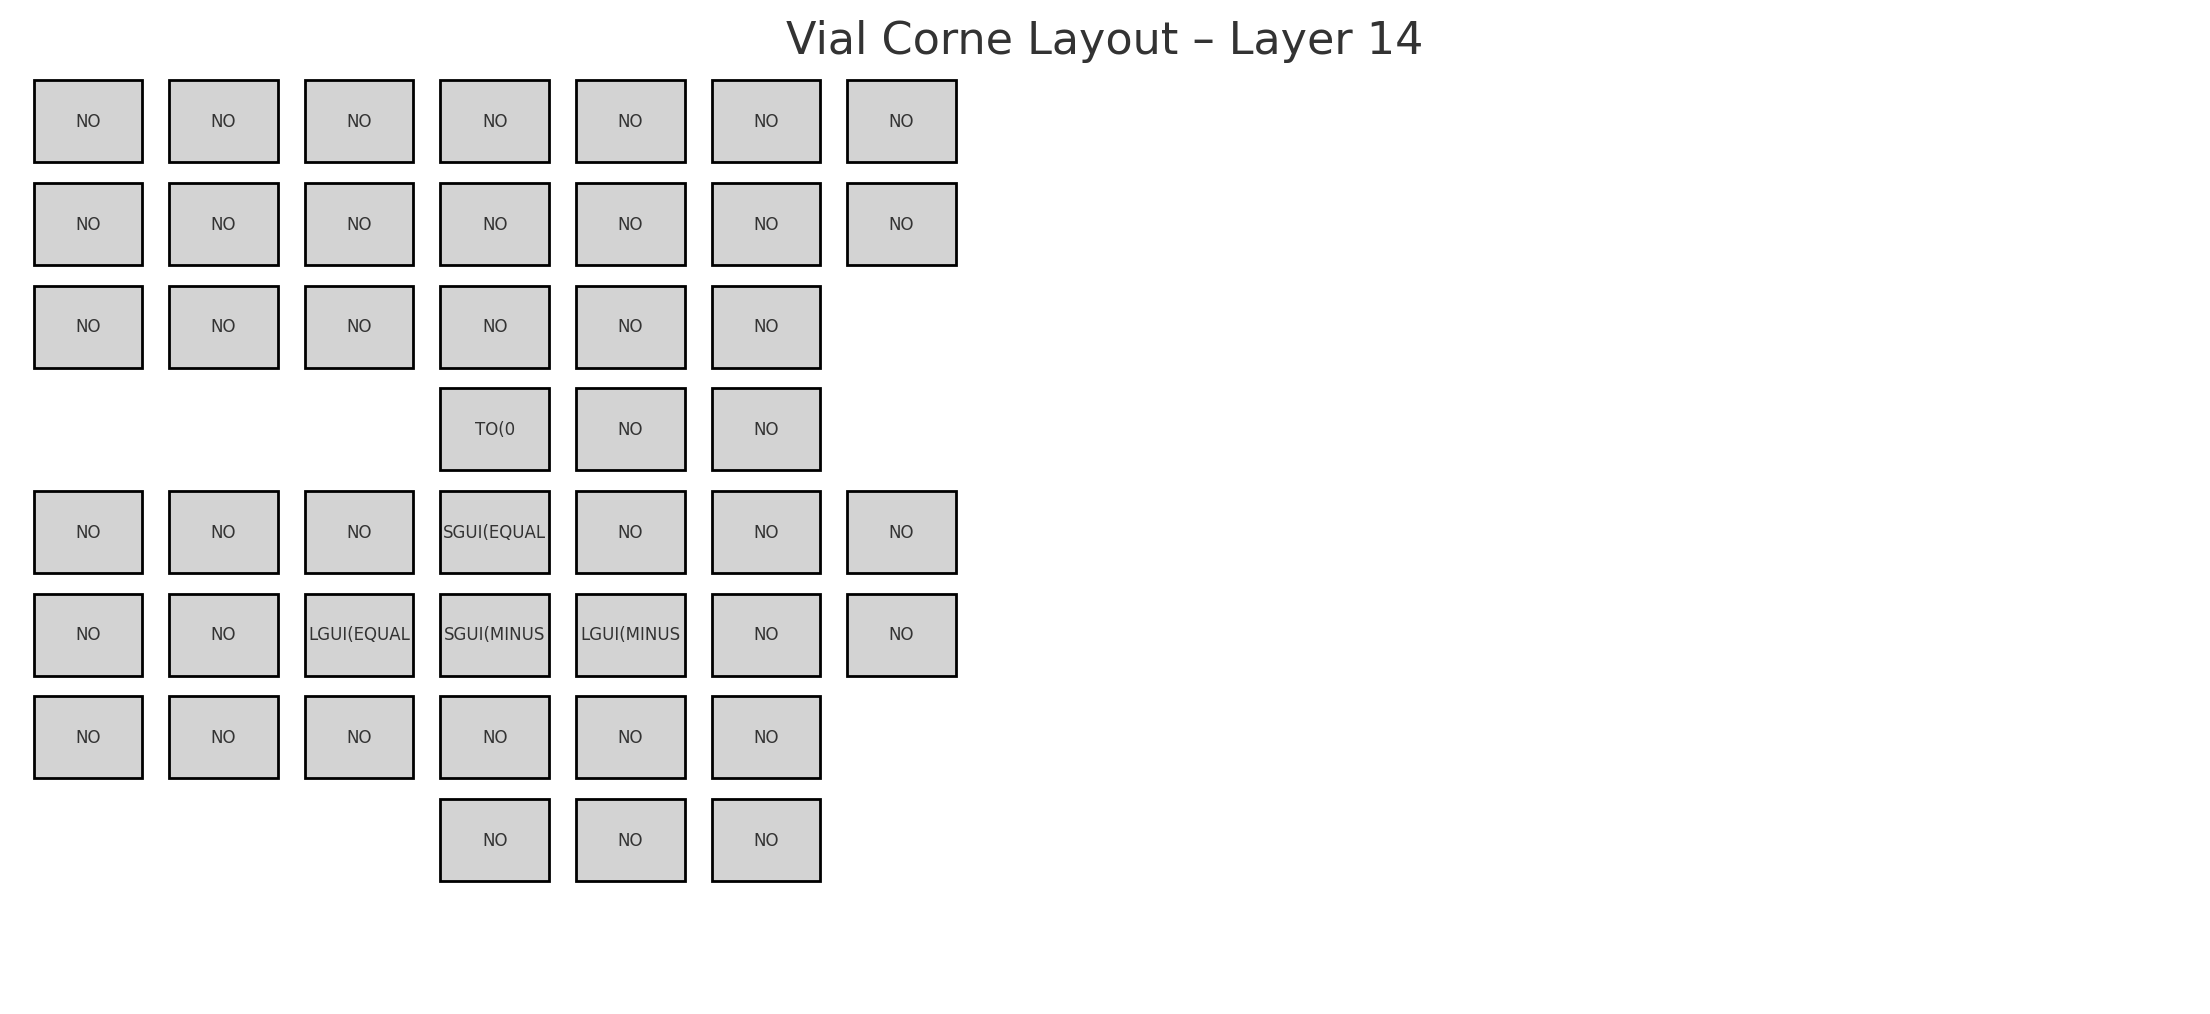 Vial Corne Layout – Layer 14
NO NO NO NO NO NO NO
NO NO NO NO NO NO NO
NO NO NO NO NO NO
TO(0 NO NO
NO NO NO SGUI(EQUAL NO NO NO
NO NO LGUI(EQUAL SGUI(MINUS LGUI(MINUS NO NO
NO NO NO NO NO NO
NO NO NO